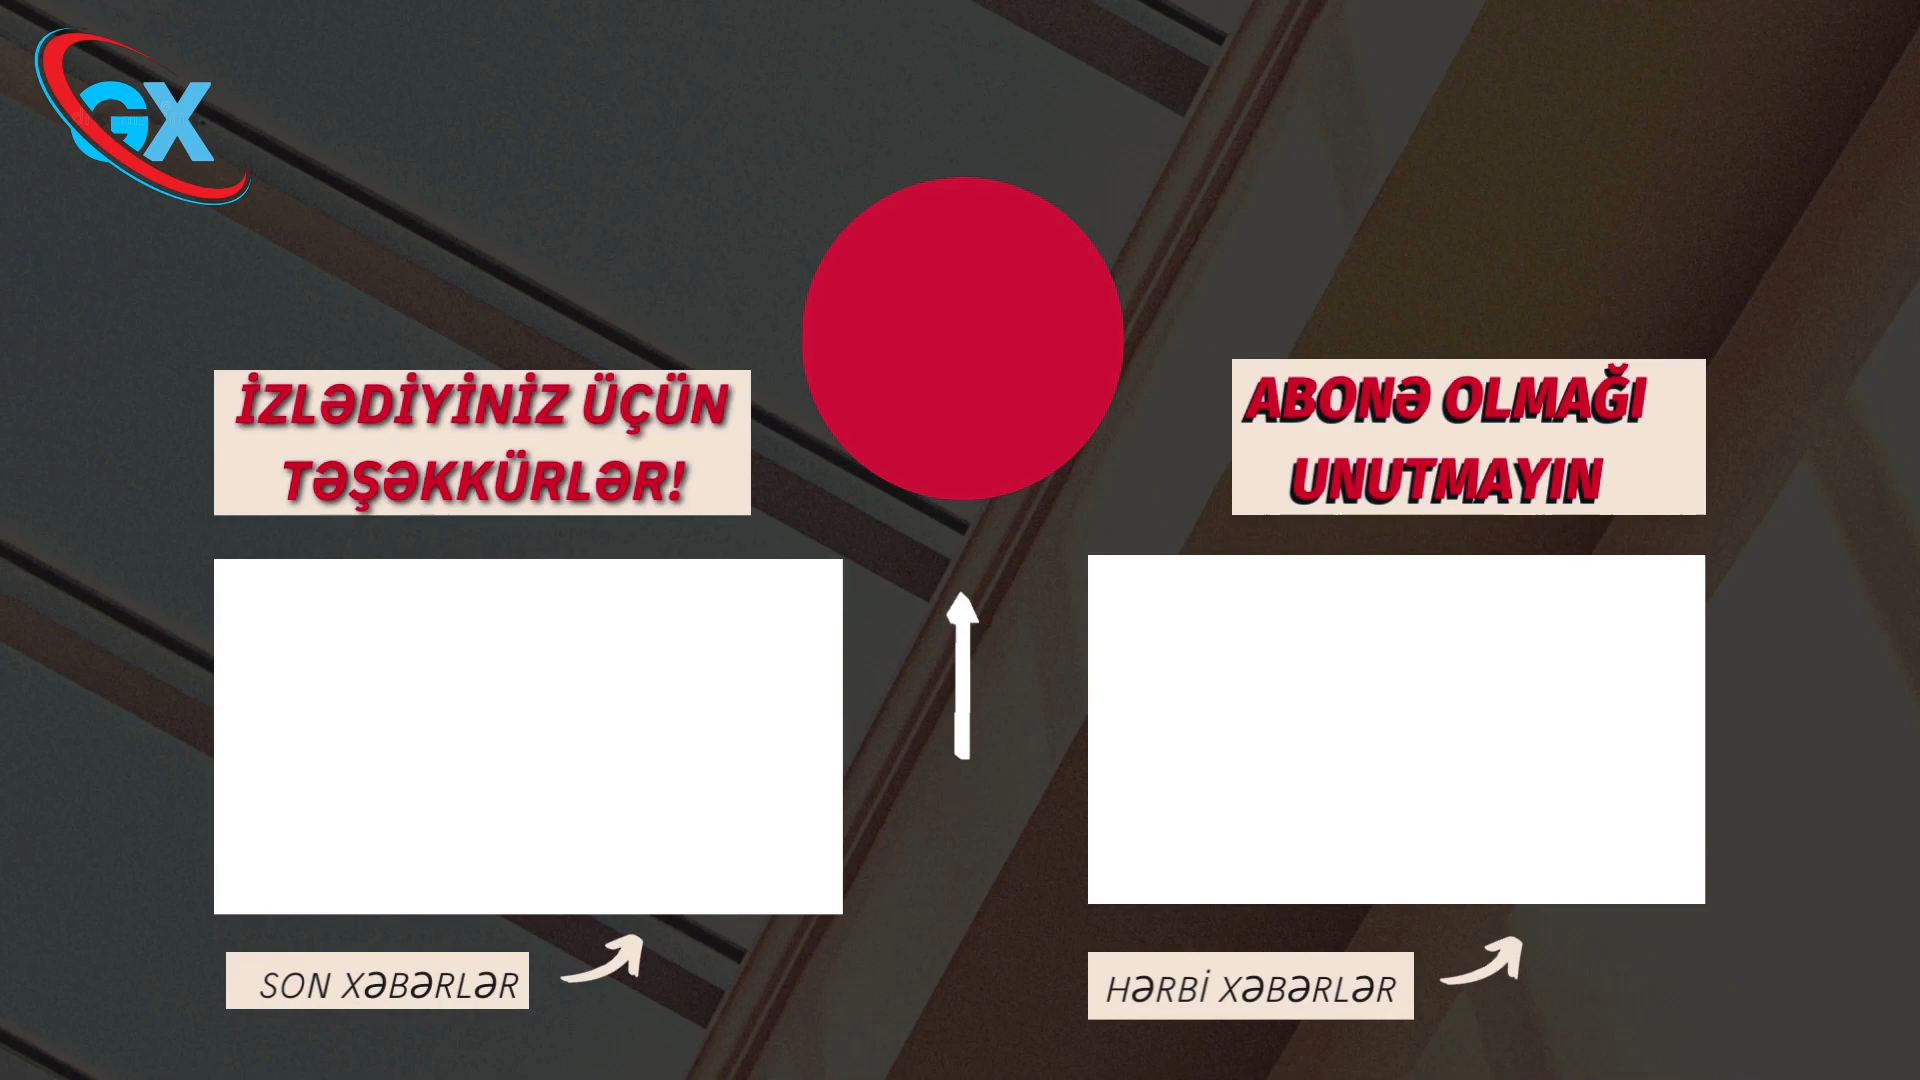 GX
İZLƏDİYİNİZ ÜÇÜN
TƏŞƏKKÜRLƏR!
ABONƏ OLMAĞI
UNUTMAYIN
SON XƏBƏRLƏR
HƏRBİ XƏBƏRLƏR